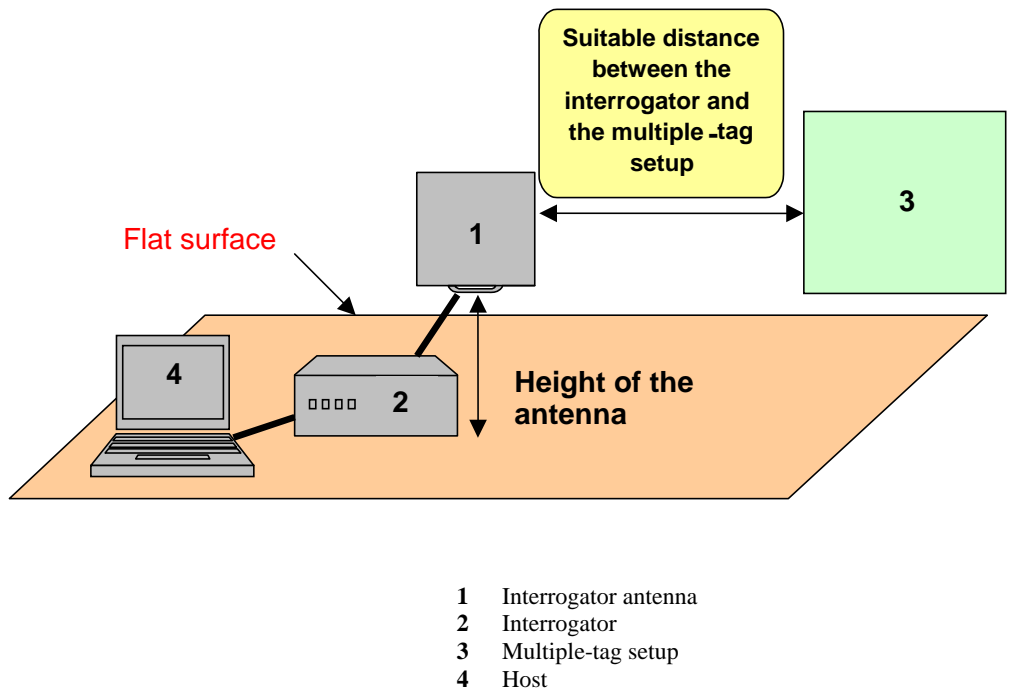 Suitable distance
between the
interrogator and
the multiple -tag
setup
3
1
Flat surface
4
2
Height of the
antenna
1 Interrogator antenna
2 Interrogator
3 Multiple-tag setup
4 Host